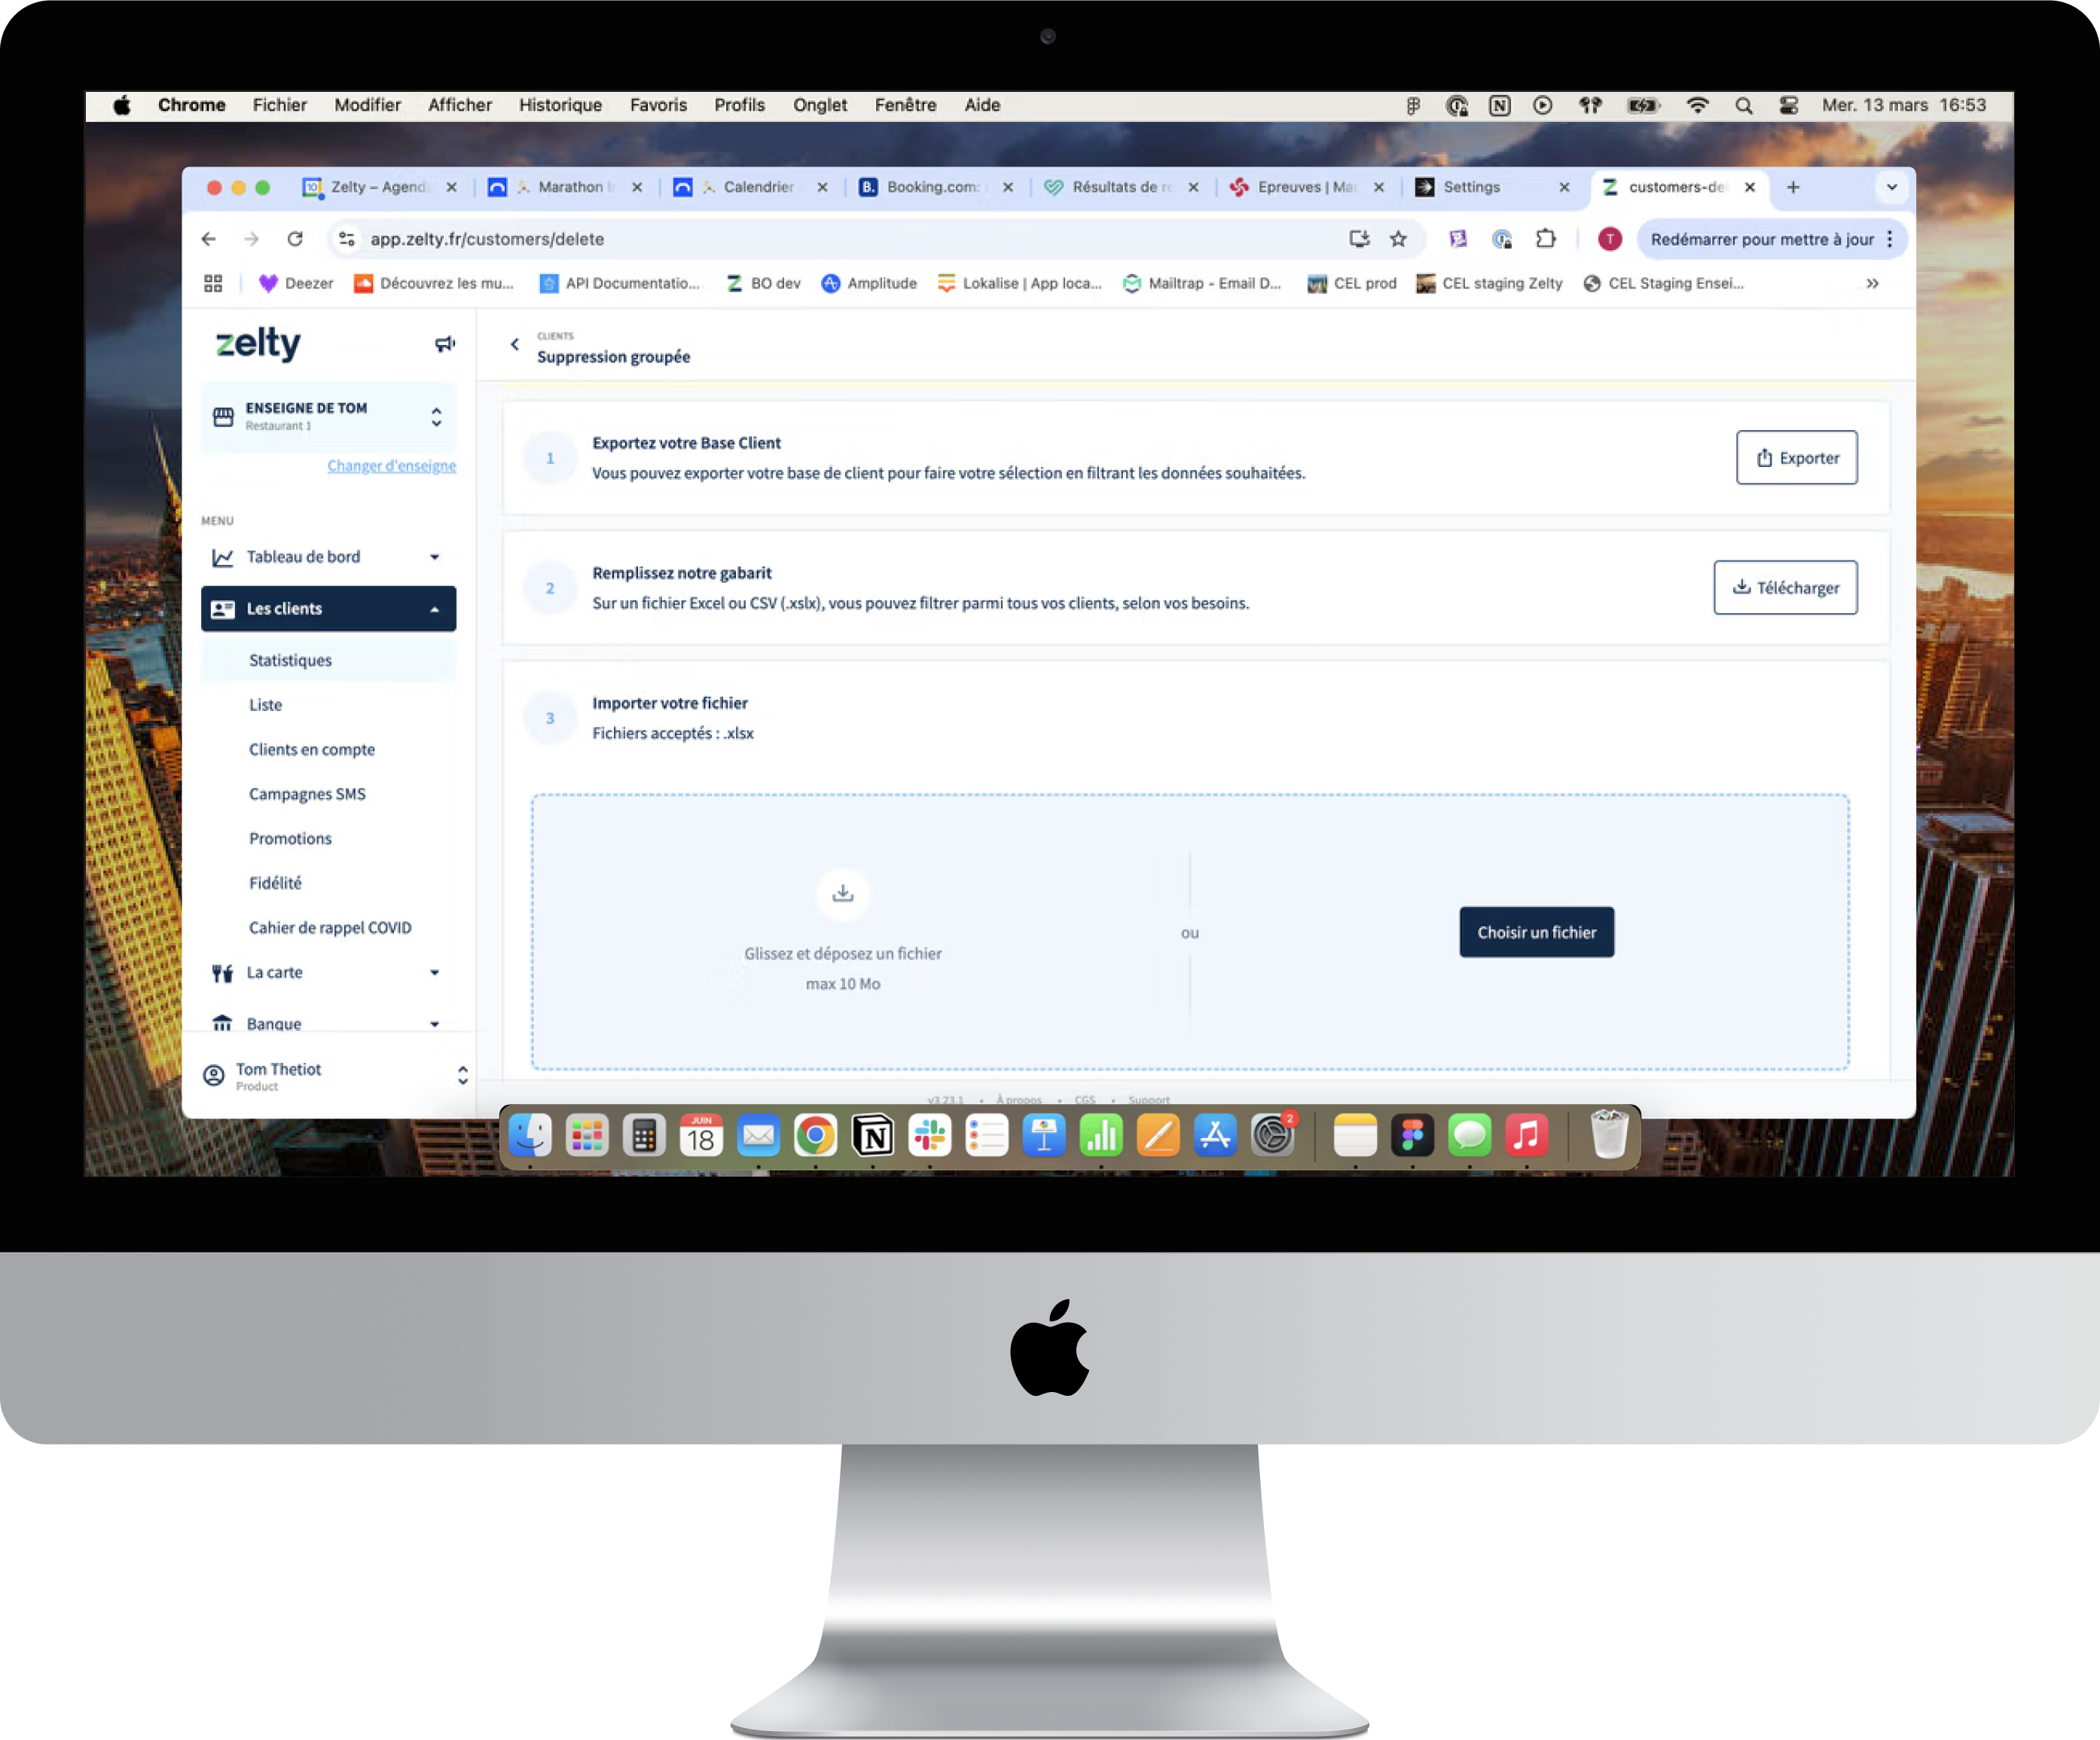 Chrome Fichier Modifier Afficher Historique Favoris Profils Onglet Fenêtre Aide Mer. 13 mars 16:53
Zelty – Agend Marathon Calendrier Booking.com: Résultats de Epreuves | Ma Settings customers-de
app.zelty.fr/customers/delete T Redémarrer pour mettre à jour
Deezer Découvrez les mu... API Documentatio... BO dev Amplitude Lokalise | App loca... Mailtrap - Email D... CEL prod CEL staging Zelty CEL Staging Ensei...
zelty
ENSEIGNE DE TOM
Restaurant 1
Changer d'enseigne
MENU
Tableau de bord
Les clients
Statistiques
Liste
Clients en compte
Campagnes SMS
Promotions
Fidélité
Cahier de rappel COVID
La carte
Banque
Tom Thetiot
Product
CLIENTS
Suppression groupée
1
Exportez votre Base Client
Vous pouvez exporter votre base de client pour faire votre sélection en filtrant les données souhaitées.
Exporter
2
Remplissez notre gabarit
Sur un fichier Excel ou CSV (.xslx), vous pouvez filtrer parmi tous vos clients, selon vos besoins.
Télécharger
3
Importer votre fichier
Fichiers acceptés : .xlsx
Glissez et déposez un fichier
max 10 Mo
ou
Choisir un fichier
v3.23.1 • À propos • CGS • Support
JUIN
18
2